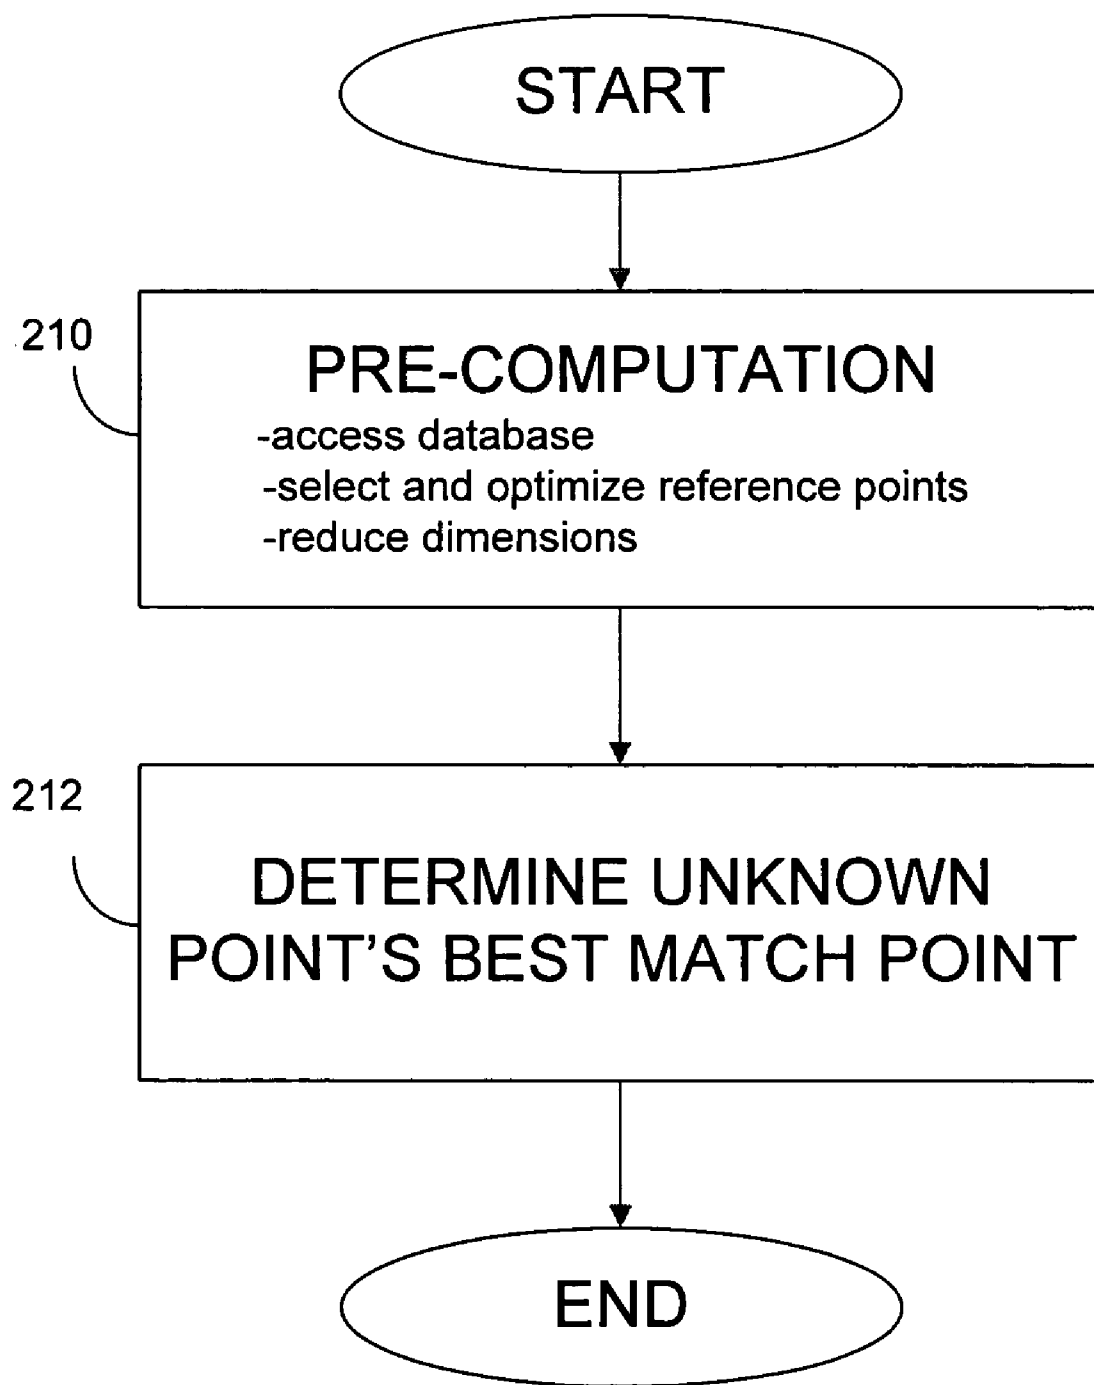 START
210
PRE-COMPUTATION
-access database
-select and optimize reference points
-reduce dimensions
212
DETERMINE UNKNOWN
POINT'S BEST MATCH POINT
END